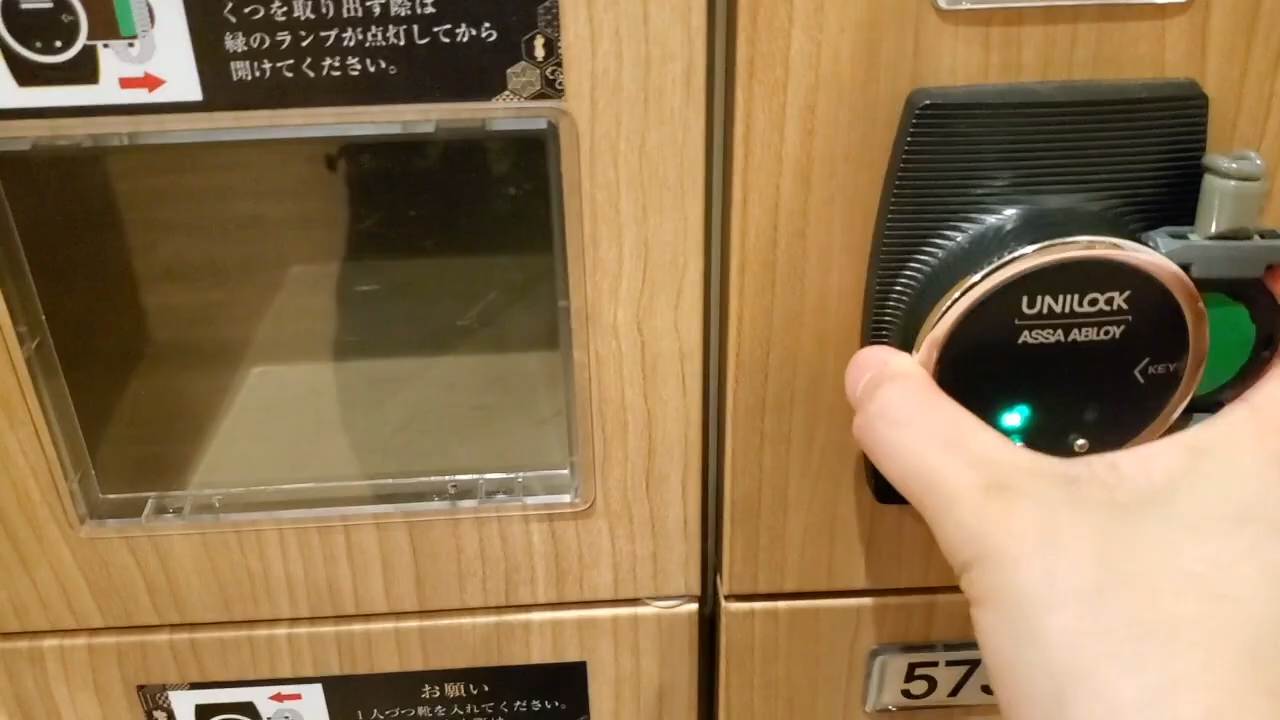 くつを取り出す際は
緑のランプが点灯してから
開けてください。
UNILOCK
ASSA ABLOY
KEY
57
お願い
1人づつ靴を入れてください。